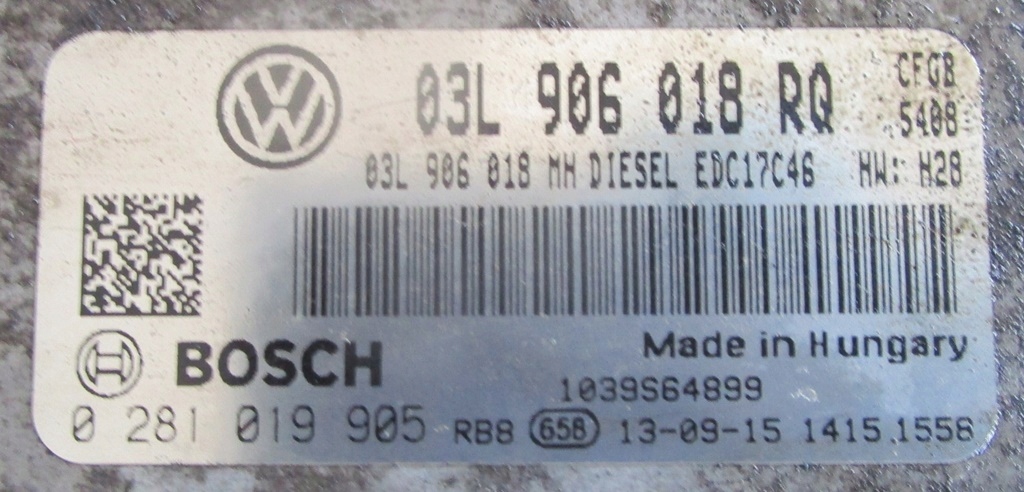 03L 906 018 RQ
CFGB
5408
03L 906 018 MH DIESEL EDC17C46 HW: H28
Made in Hungary
BOSCH
1039S64899
0 281 019 905 RB8 658 13-09-15 1415.1558